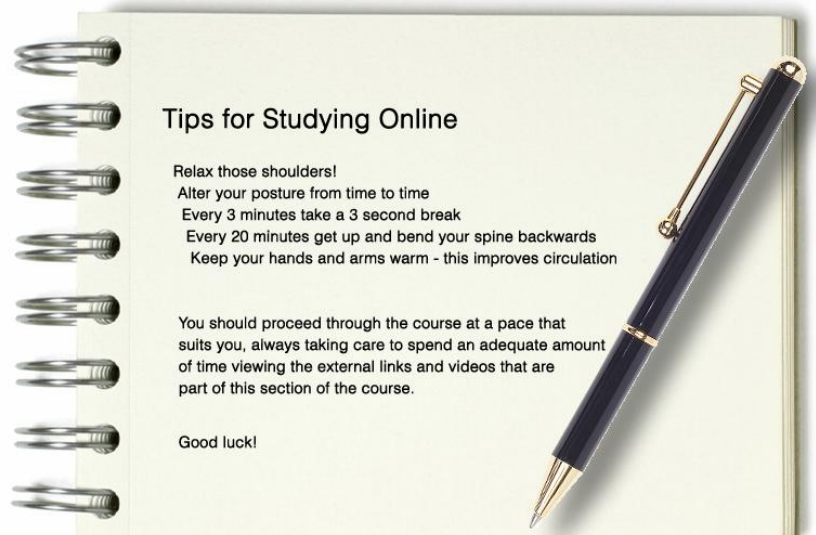 Tips for Studying Online
Relax those shoulders!
Alter your posture from time to time
Every 3 minutes take a 3 second break
Every 20 minutes get up and bend your spine backwards
Keep your hands and arms warm - this improves circulation
You should proceed through the course at a pace that
suits you, always taking care to spend an adequate amount
of time viewing the external links and videos that are
part of this section of the course.
Good luck!